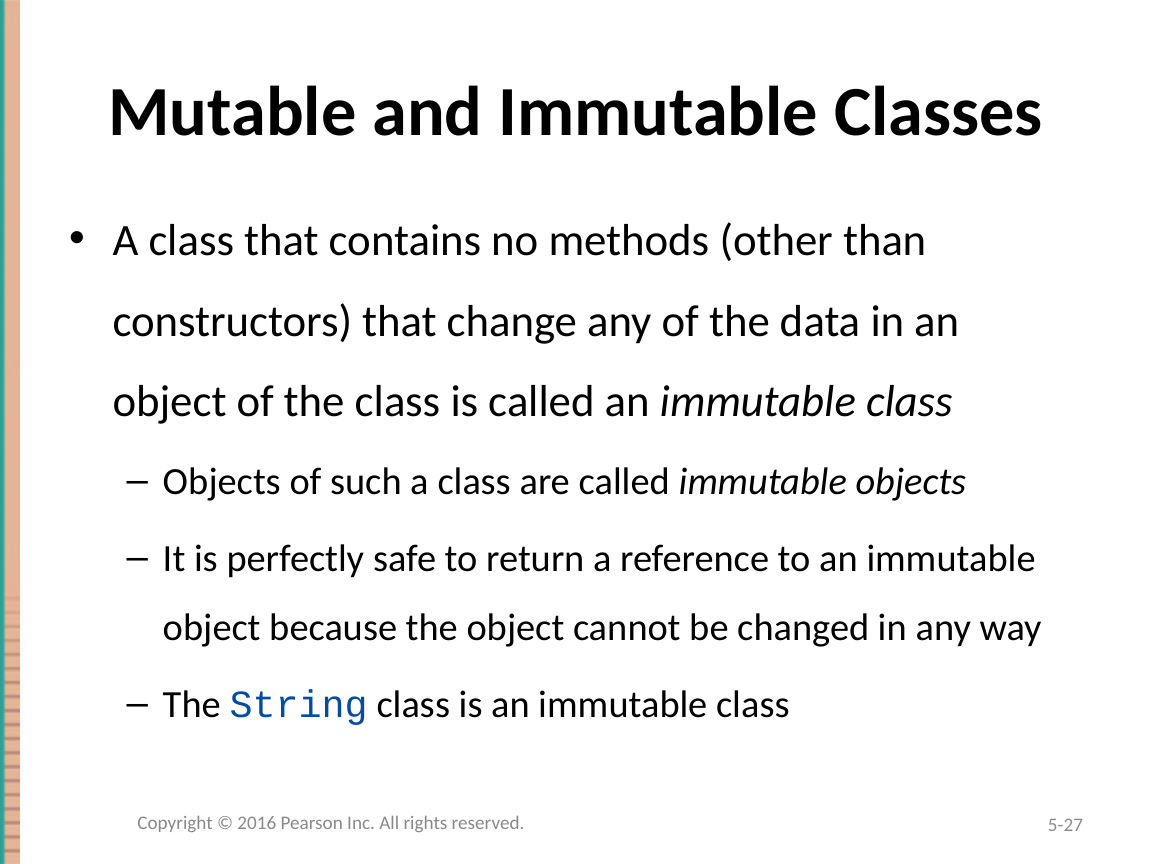 Mutable and Immutable Classes
• A class that contains no methods (other than
constructors) that change any of the data in an
object of the class is called an immutable class
– Objects of such a class are called immutable objects
– It is perfectly safe to return a reference to an immutable
object because the object cannot be changed in any way
– The String class is an immutable class
Copyright © 2016 Pearson Inc. All rights reserved.
5-27